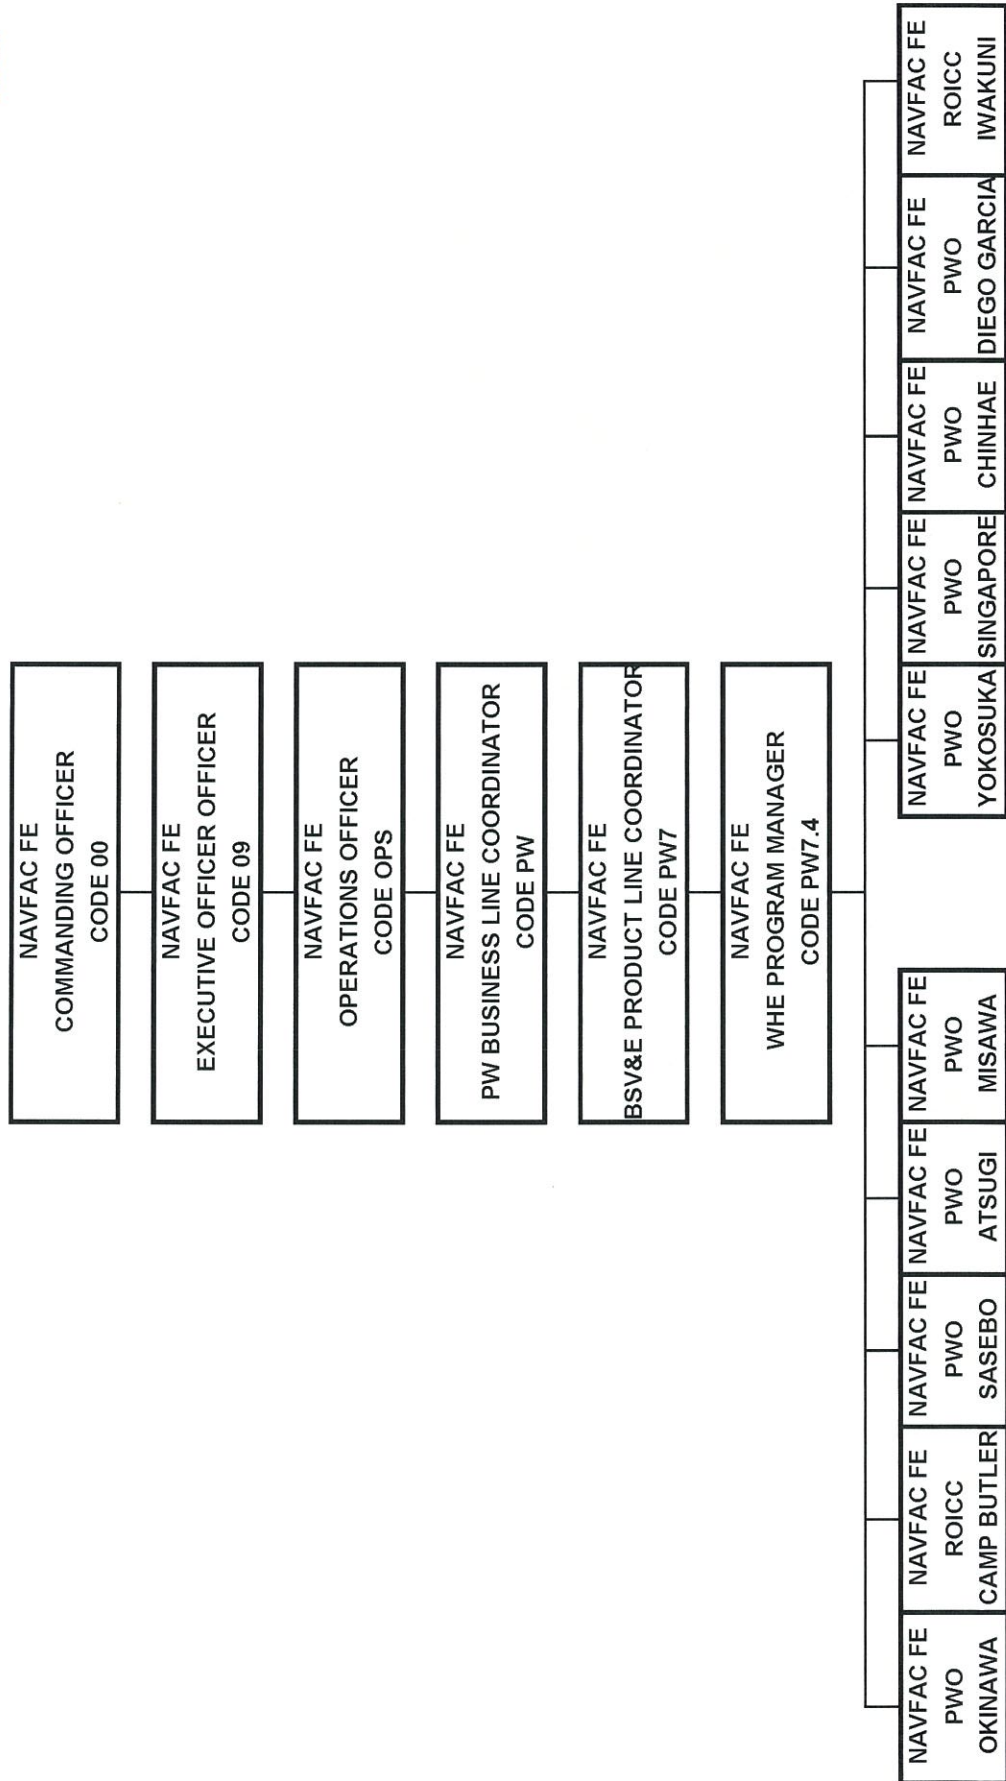 NAVFAC FE
COMMANDING OFFICER
CODE 00
NAVFAC FE
EXECUTIVE OFFICER OFFICER
CODE 09
NAVFAC FE
OPERATIONS OFFICER
CODE OPS
NAVFAC FE
PW BUSINESS LINE COORDINATOR
CODE PW
NAVFAC FE
BSV&E PRODUCT LINE COORDINATOR
CODE PW7
NAVFAC FE
WHE PROGRAM MANAGER
CODE PW7.4
NAVFAC FE
PWO
OKINAWA
NAVFAC FE
ROICC
CAMP BUTLER
NAVFAC FE
PWO
SASEBO
NAVFAC FE
PWO
ATSUGI
NAVFAC FE
PWO
MISAWA
NAVFAC FE
PWO
YOKOSUKA
NAVFAC FE
PWO
SINGAPORE
NAVFAC FE
PWO
CHINHAE
NAVFAC FE
PWO
DIEGO GARCIA
NAVFAC FE
ROICC
IWAKUNI